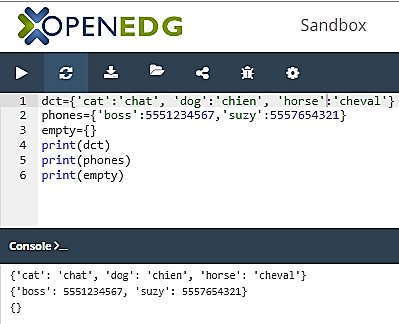 OPENEDG
Sandbox
1 dct={'cat':'chat', 'dog':'chien', 'horse':'cheval'}
2 phones={'boss':5551234567,'suzy':5557654321}
3 empty={}
4 print(dct)
5 print(phones)
6 print(empty)
Console >_
{'cat': 'chat', 'dog': 'chien', 'horse': 'cheval'}
{'boss': 5551234567, 'suzy': 5557654321}
{}